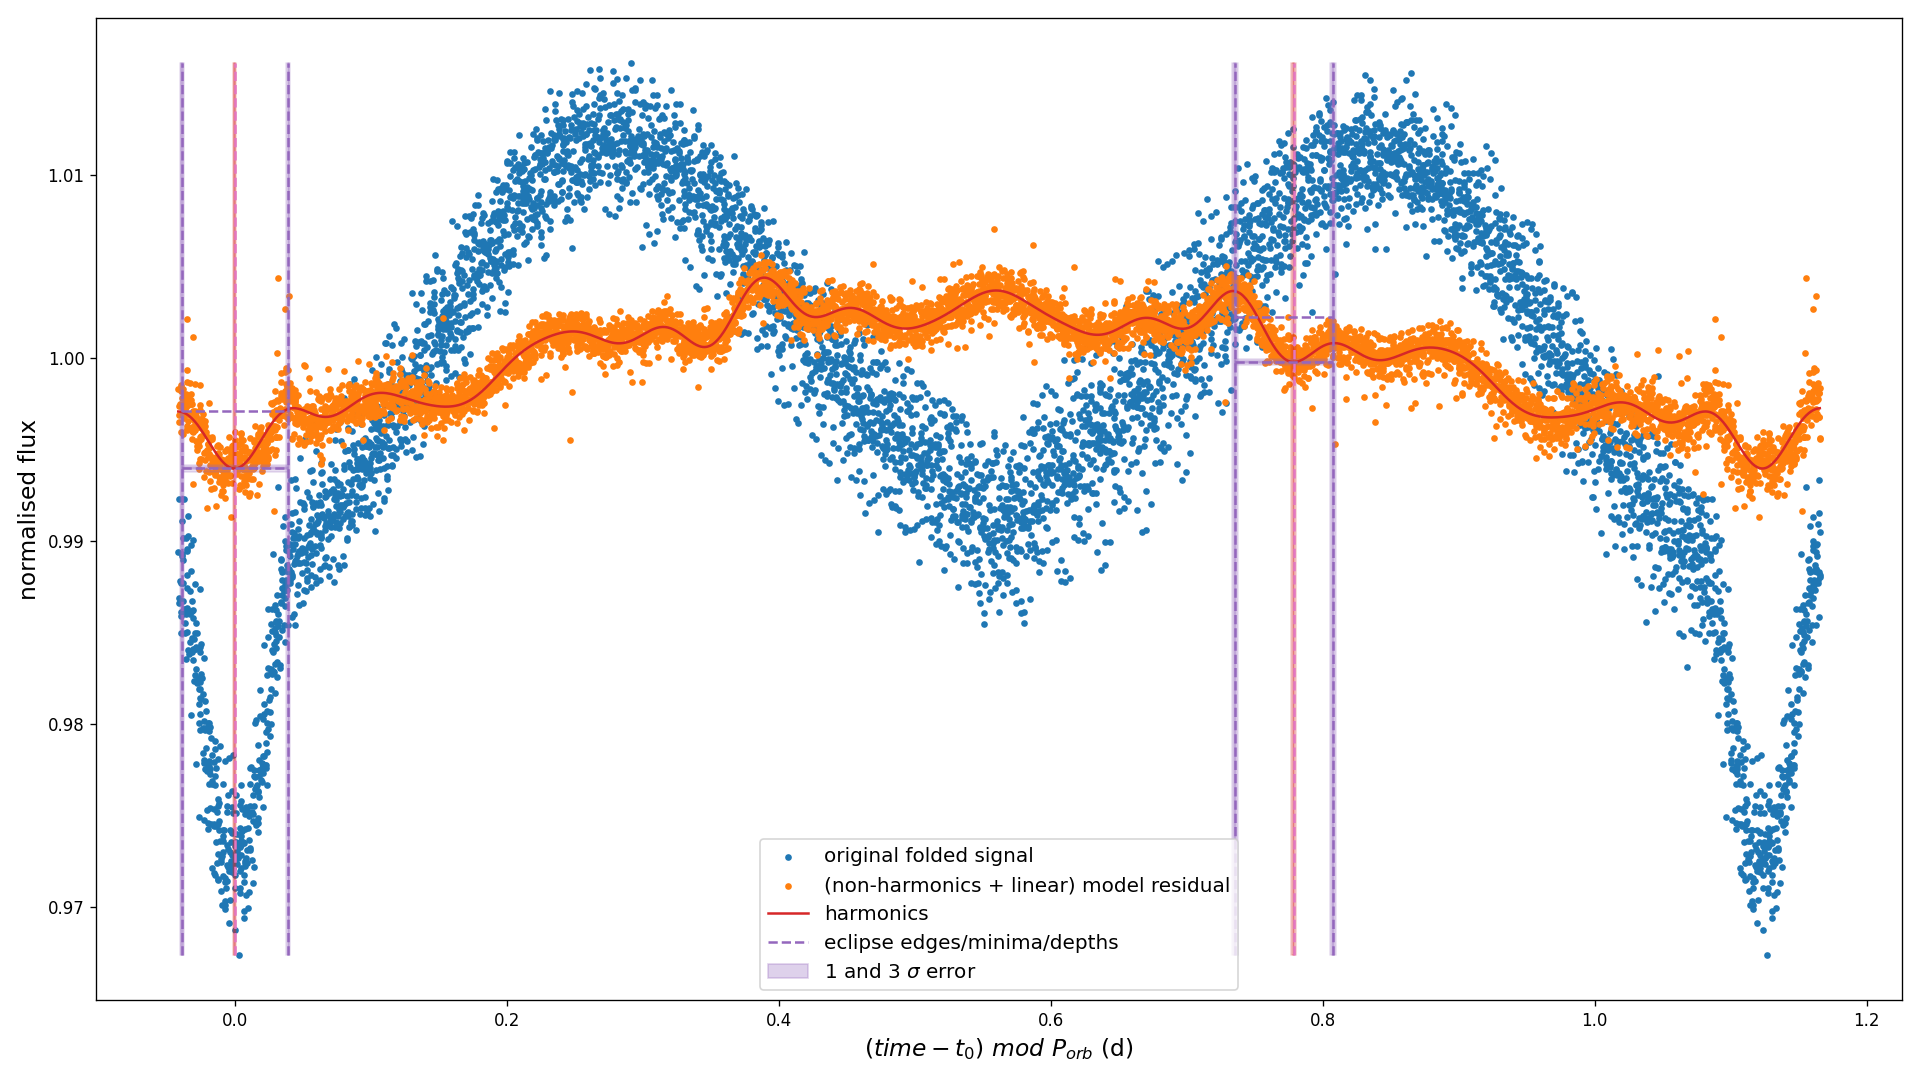 normalised flux
1.01
1.00
0.99
0.98
0.97
original folded signal
(non-harmonics + linear) model residual
harmonics
eclipse edges/minima/depths
1 and 3 σ error
0.0 0.2 0.4 0.6 0.8 1.0 1.2
(time − t₀) mod Pₒᵣb (d)